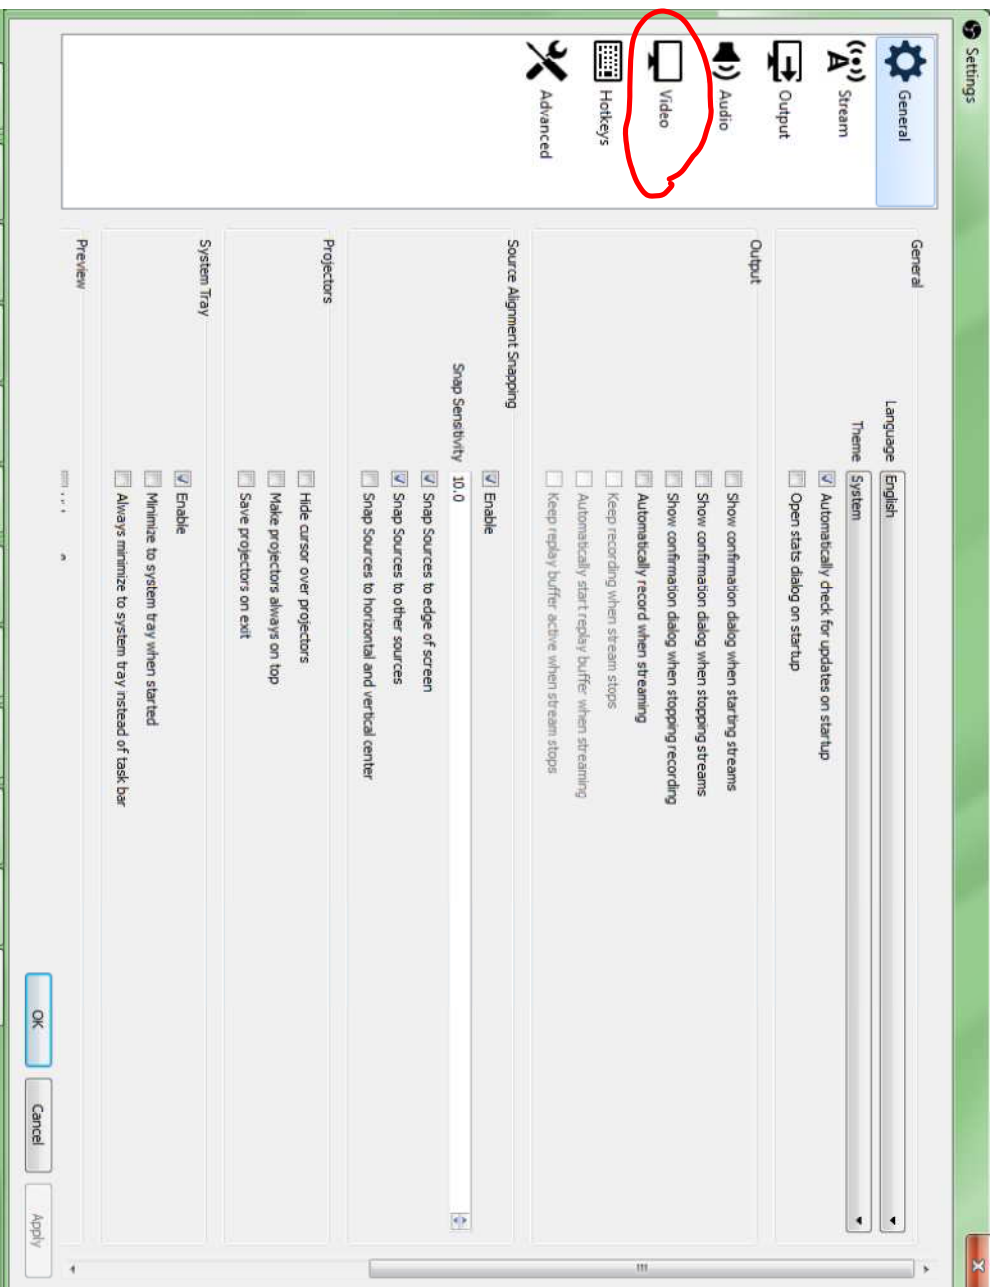 Settings
General
Stream
Output
Audio
Video
Hotkeys
Advanced
General
Language English
Theme System
Automatically check for updates on startup
Open stats dialog on startup
Output
Show confirmation dialog when starting streams
Show confirmation dialog when stopping streams
Show confirmation dialog when stopping recording
Automatically record when streaming
Keep recording when stream stops
Automatically start replay buffer when streaming
Keep replay buffer active when stream stops
Source Alignment Snapping
Enable
Snap Sensitivity 10.0
Snap Sources to edge of screen
Snap Sources to other sources
Snap Sources to horizontal and vertical center
Projectors
Hide cursor over projectors
Make projectors always on top
Save projectors on exit
System Tray
Enable
Minimize to system tray when started
Always minimize to system tray instead of task bar
Preview
OK Cancel Apply